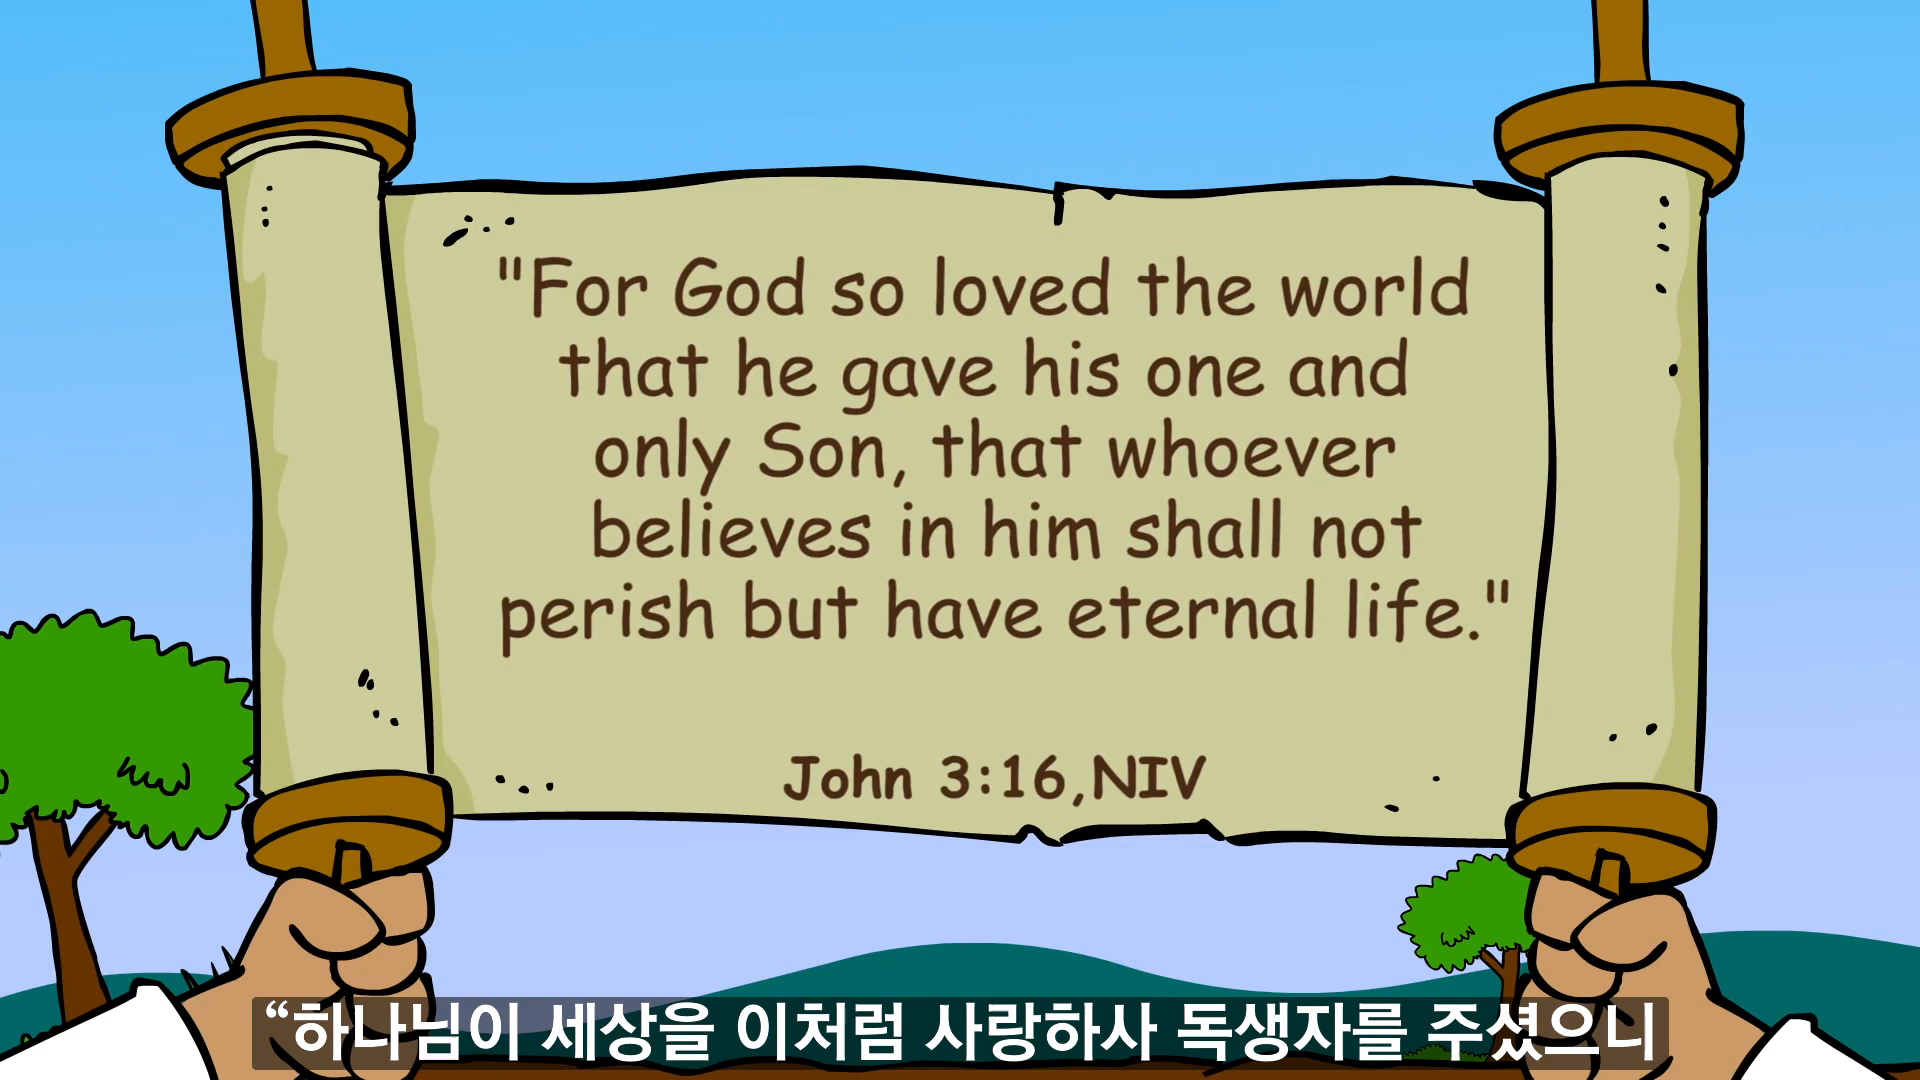 "For God so loved the world
that he gave his one and
only Son, that whoever
believes in him shall not
perish but have eternal life."
John 3:16,NIV
“하나님이 세상을 이처럼 사랑하사 독생자를 주셨으니